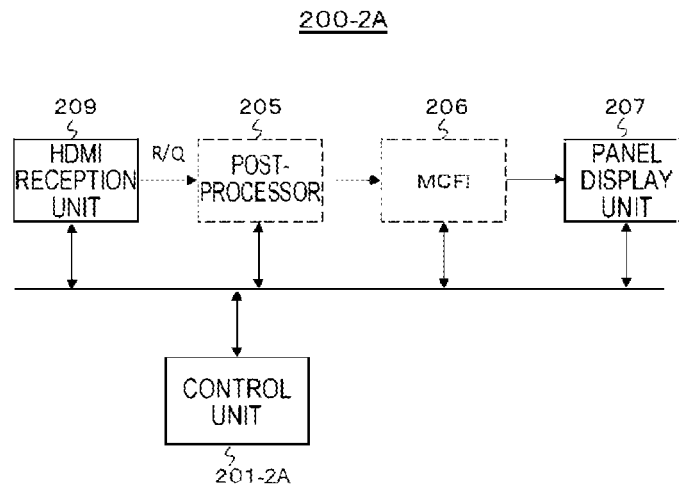 200-2A
209
205
206
207
HDMI
RECEPTION
UNIT
R/Q
POST-
PROCESSOR
MCFI
PANEL
DISPLAY
UNIT
CONTROL
UNIT
201-2A